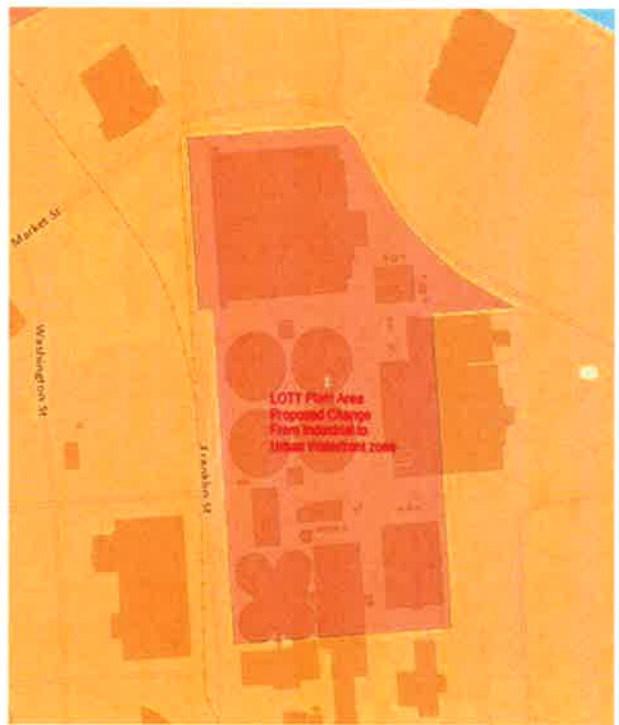 Market St
Washington St
Franklin St
LOTT Plant Area
Proposed Change
From Industrial to
Urban Waterfront zone